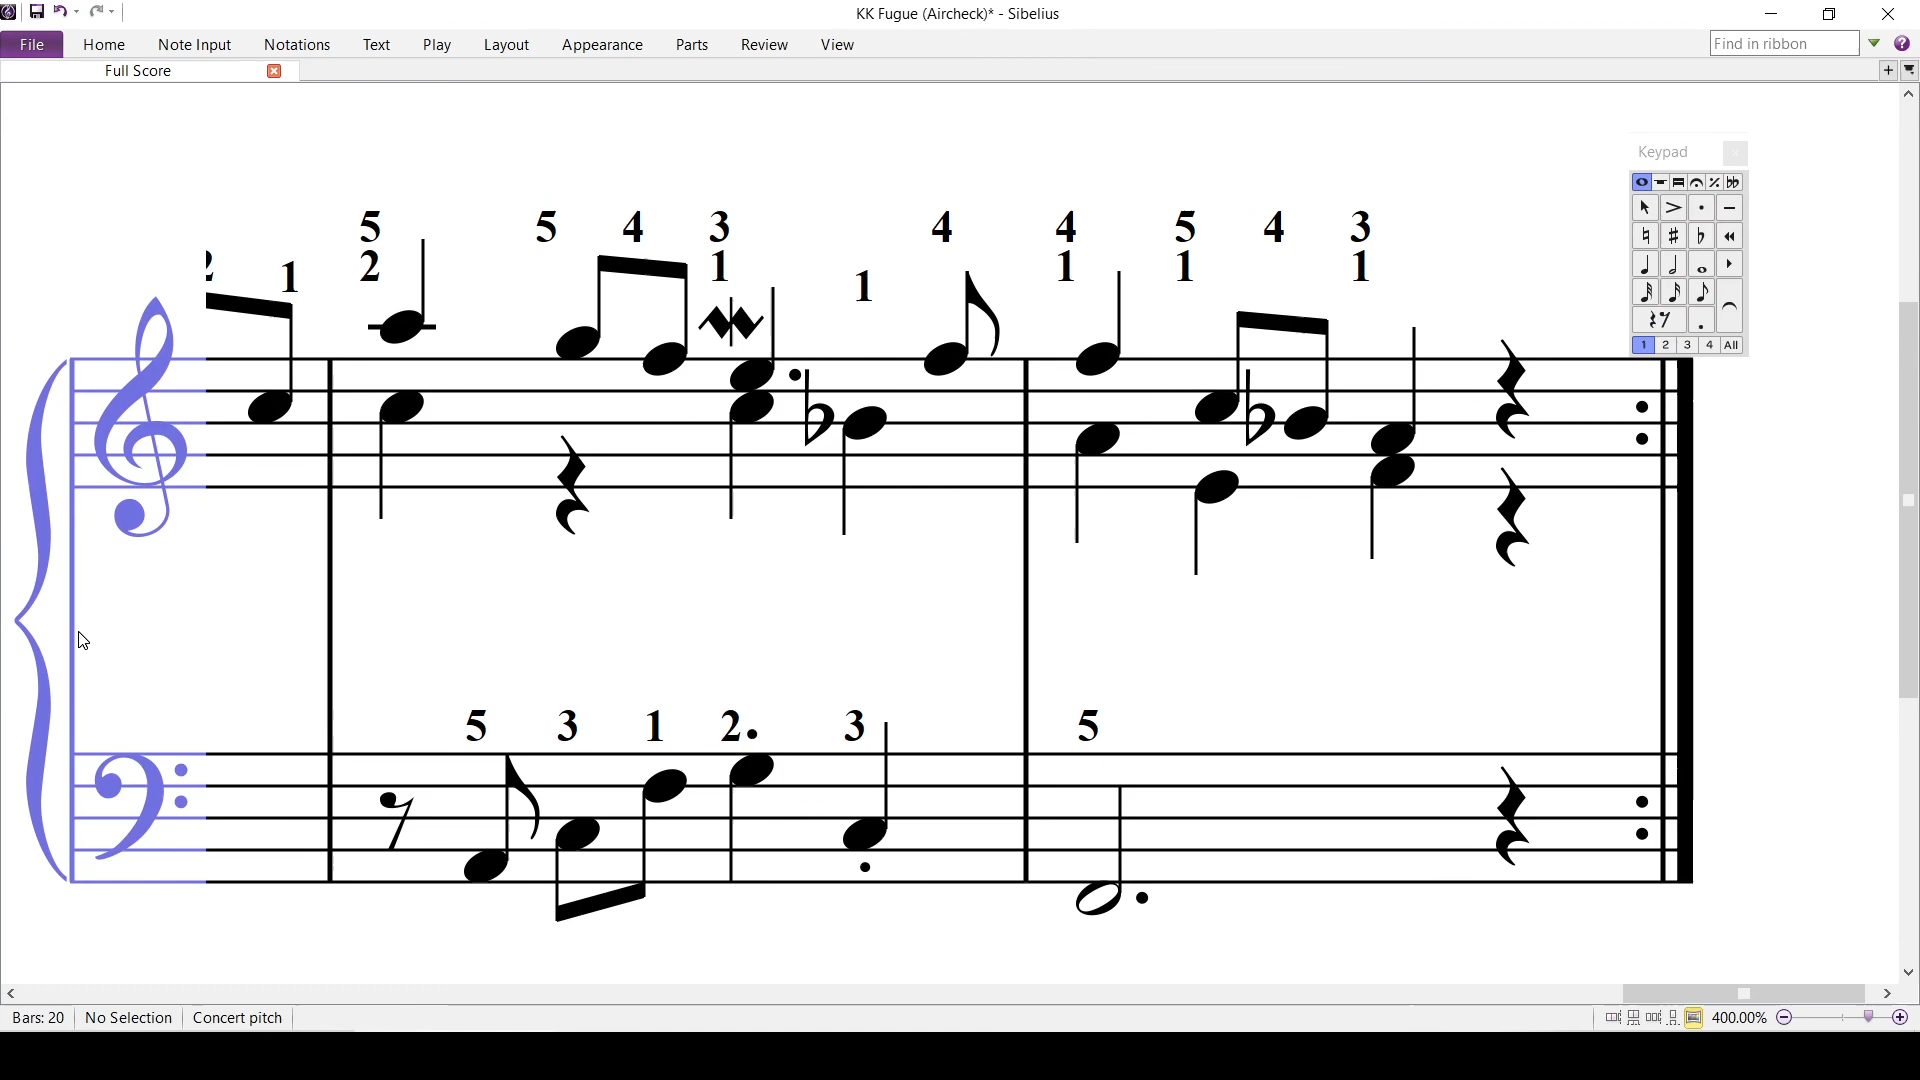 KK Fugue (Aircheck)* - Sibelius
File Home Note Input Notations Text Play Layout Appearance Parts Review View Find in ribbon ?
Full Score
Keypad
5 5 4 3 4 4 5 4 3
2 1 2 1 1 1 1 1
1 2 3 4 All
5 3 1 2. 3 5
Bars: 20 No Selection Concert pitch 400.00%